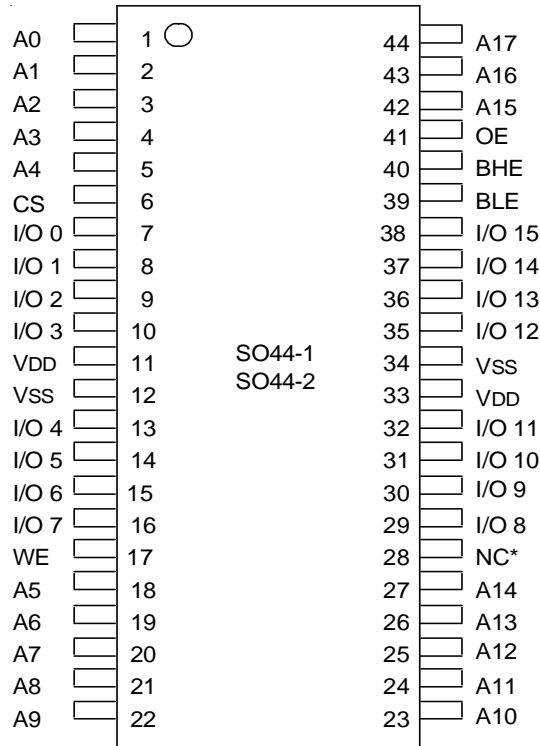 A0 1 44 A17
A1 2 43 A16
A2 3 42 A15
A3 4 41 OE
A4 5 40 BHE
CS 6 39 BLE
I/O 0 7 38 I/O 15
I/O 1 8 37 I/O 14
I/O 2 9 36 I/O 13
I/O 3 10 35 I/O 12
VDD 11 SO44-1 34 VSS
VSS 12 SO44-2 33 VDD
I/O 4 13 32 I/O 11
I/O 5 14 31 I/O 10
I/O 6 15 30 I/O 9
I/O 7 16 29 I/O 8
WE 17 28 NC*
A5 18 27 A14
A6 19 26 A13
A7 20 25 A12
A8 21 24 A11
A9 22 23 A10